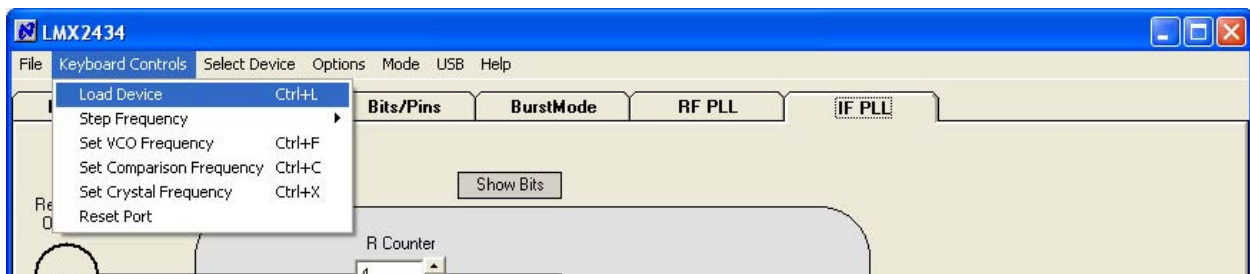 LMX2434
File Keyboard Controls Select Device Options Mode USB Help
Load Device Ctrl+L
Step Frequency
Set VCO Frequency Ctrl+F
Set Comparison Frequency Ctrl+C
Set Crystal Frequency Ctrl+X
Reset Port
Bits/Pins BurstMode RF PLL IF PLL
Show Bits
R Counter